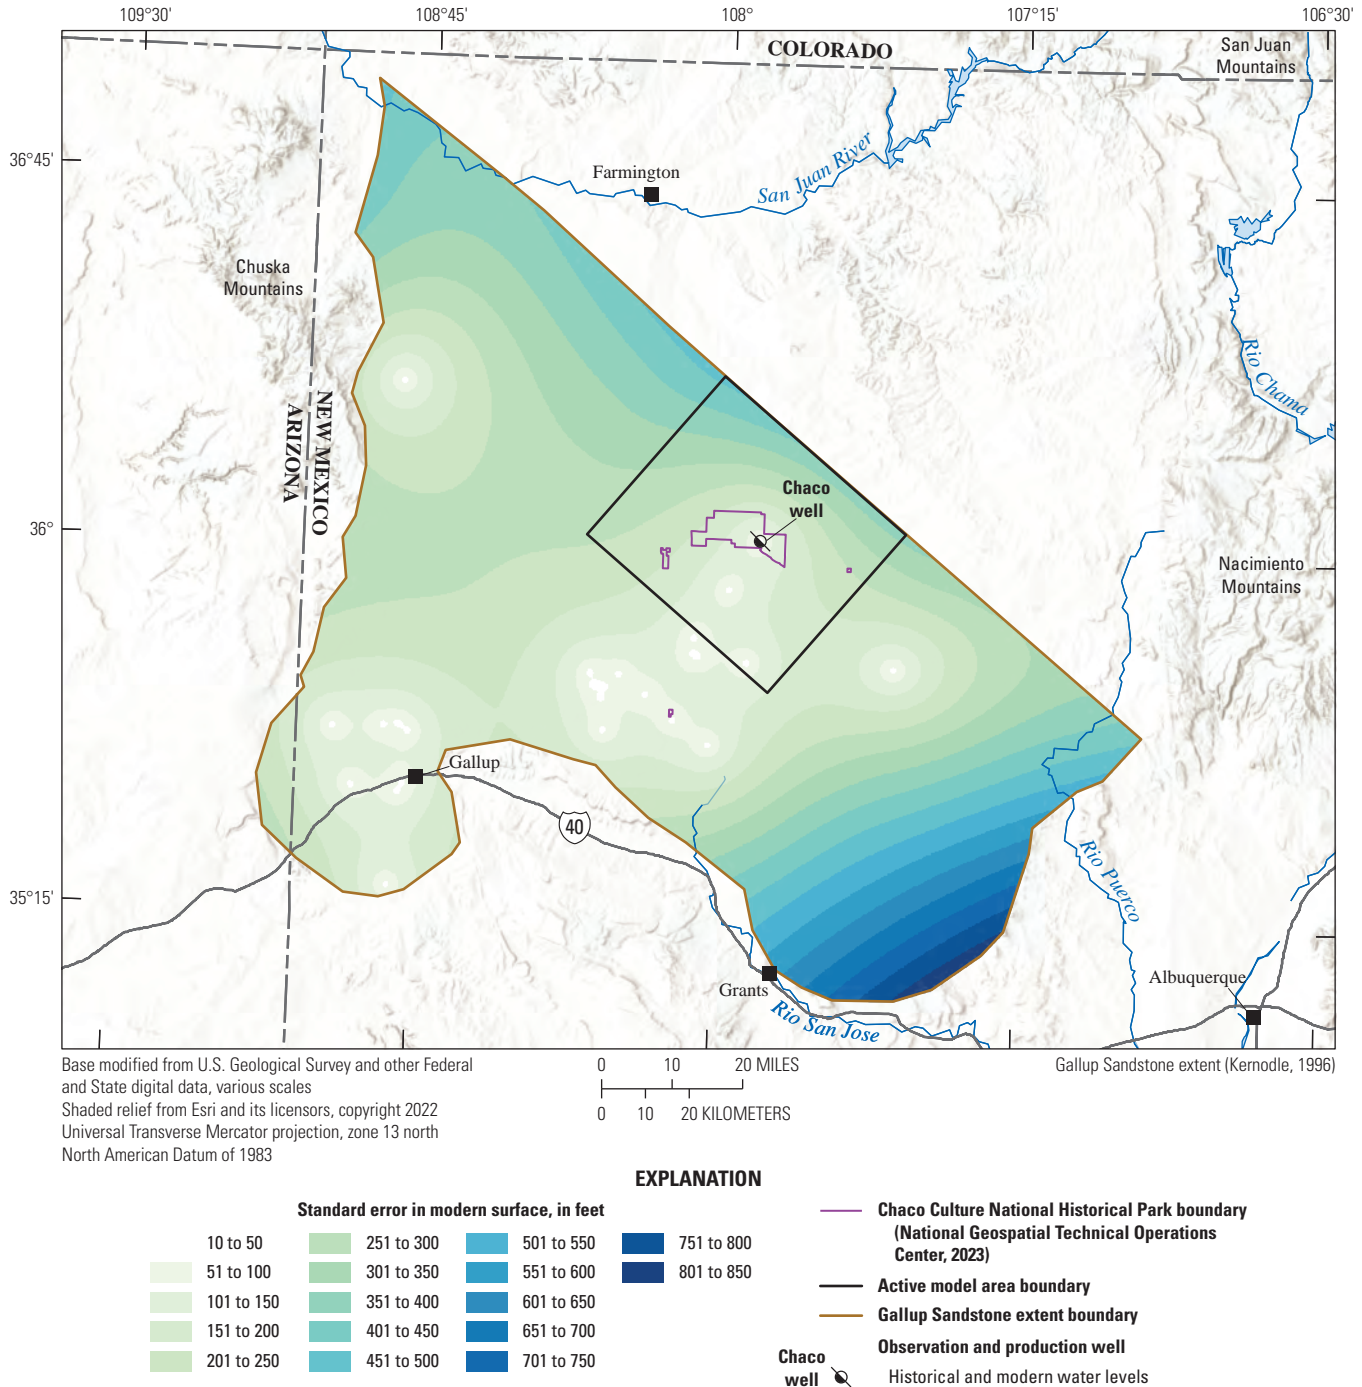 109°30'
108°45'
108°
107°15'
106°30'
COLORADO
San Juan
Mountains
36°45'
Farmington
San Juan River
Chuska
Mountains
NEW MEXICO
ARIZONA
Rio Chama
Chaco
well
36°
Nacimiento
Mountains
Gallup
40
Rio Puerco
35°15'
Grants
Rio San Jose
Albuquerque
Base modified from U.S. Geological Survey and other Federal
and State digital data, various scales
Shaded relief from Esri and its licensors, copyright 2022
Universal Transverse Mercator projection, zone 13 north
North American Datum of 1983
0 10 20 MILES
0 10 20 KILOMETERS
Gallup Sandstone extent (Kernodle, 1996)
EXPLANATION
Standard error in modern surface, in feet
10 to 50
51 to 100
101 to 150
151 to 200
201 to 250
251 to 300
301 to 350
351 to 400
401 to 450
451 to 500
501 to 550
551 to 600
601 to 650
651 to 700
701 to 750
751 to 800
801 to 850
Chaco Culture National Historical Park boundary
(National Geospatial Technical Operations
Center, 2023)
Active model area boundary
Gallup Sandstone extent boundary
Observation and production well
Chaco
well
Historical and modern water levels